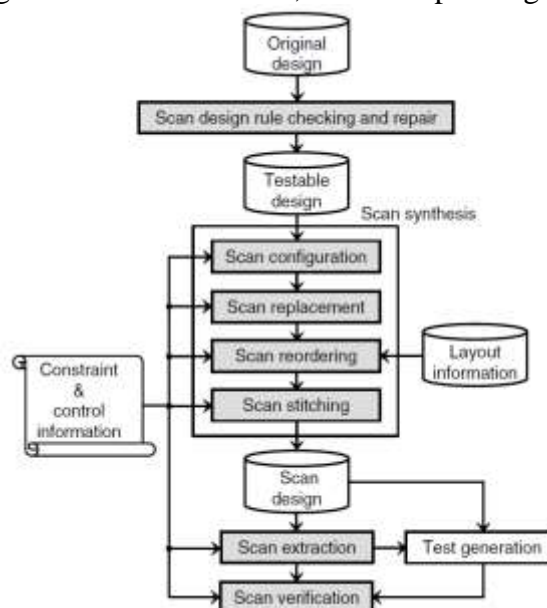 Original
design
Scan design rule checking and repair
Testable
design
Scan synthesis
Scan configuration
Scan replacement
Scan reordering
Layout
information
Constraint
&
control
information
Scan stitching
Scan
design
Scan extraction
Test generation
Scan verification